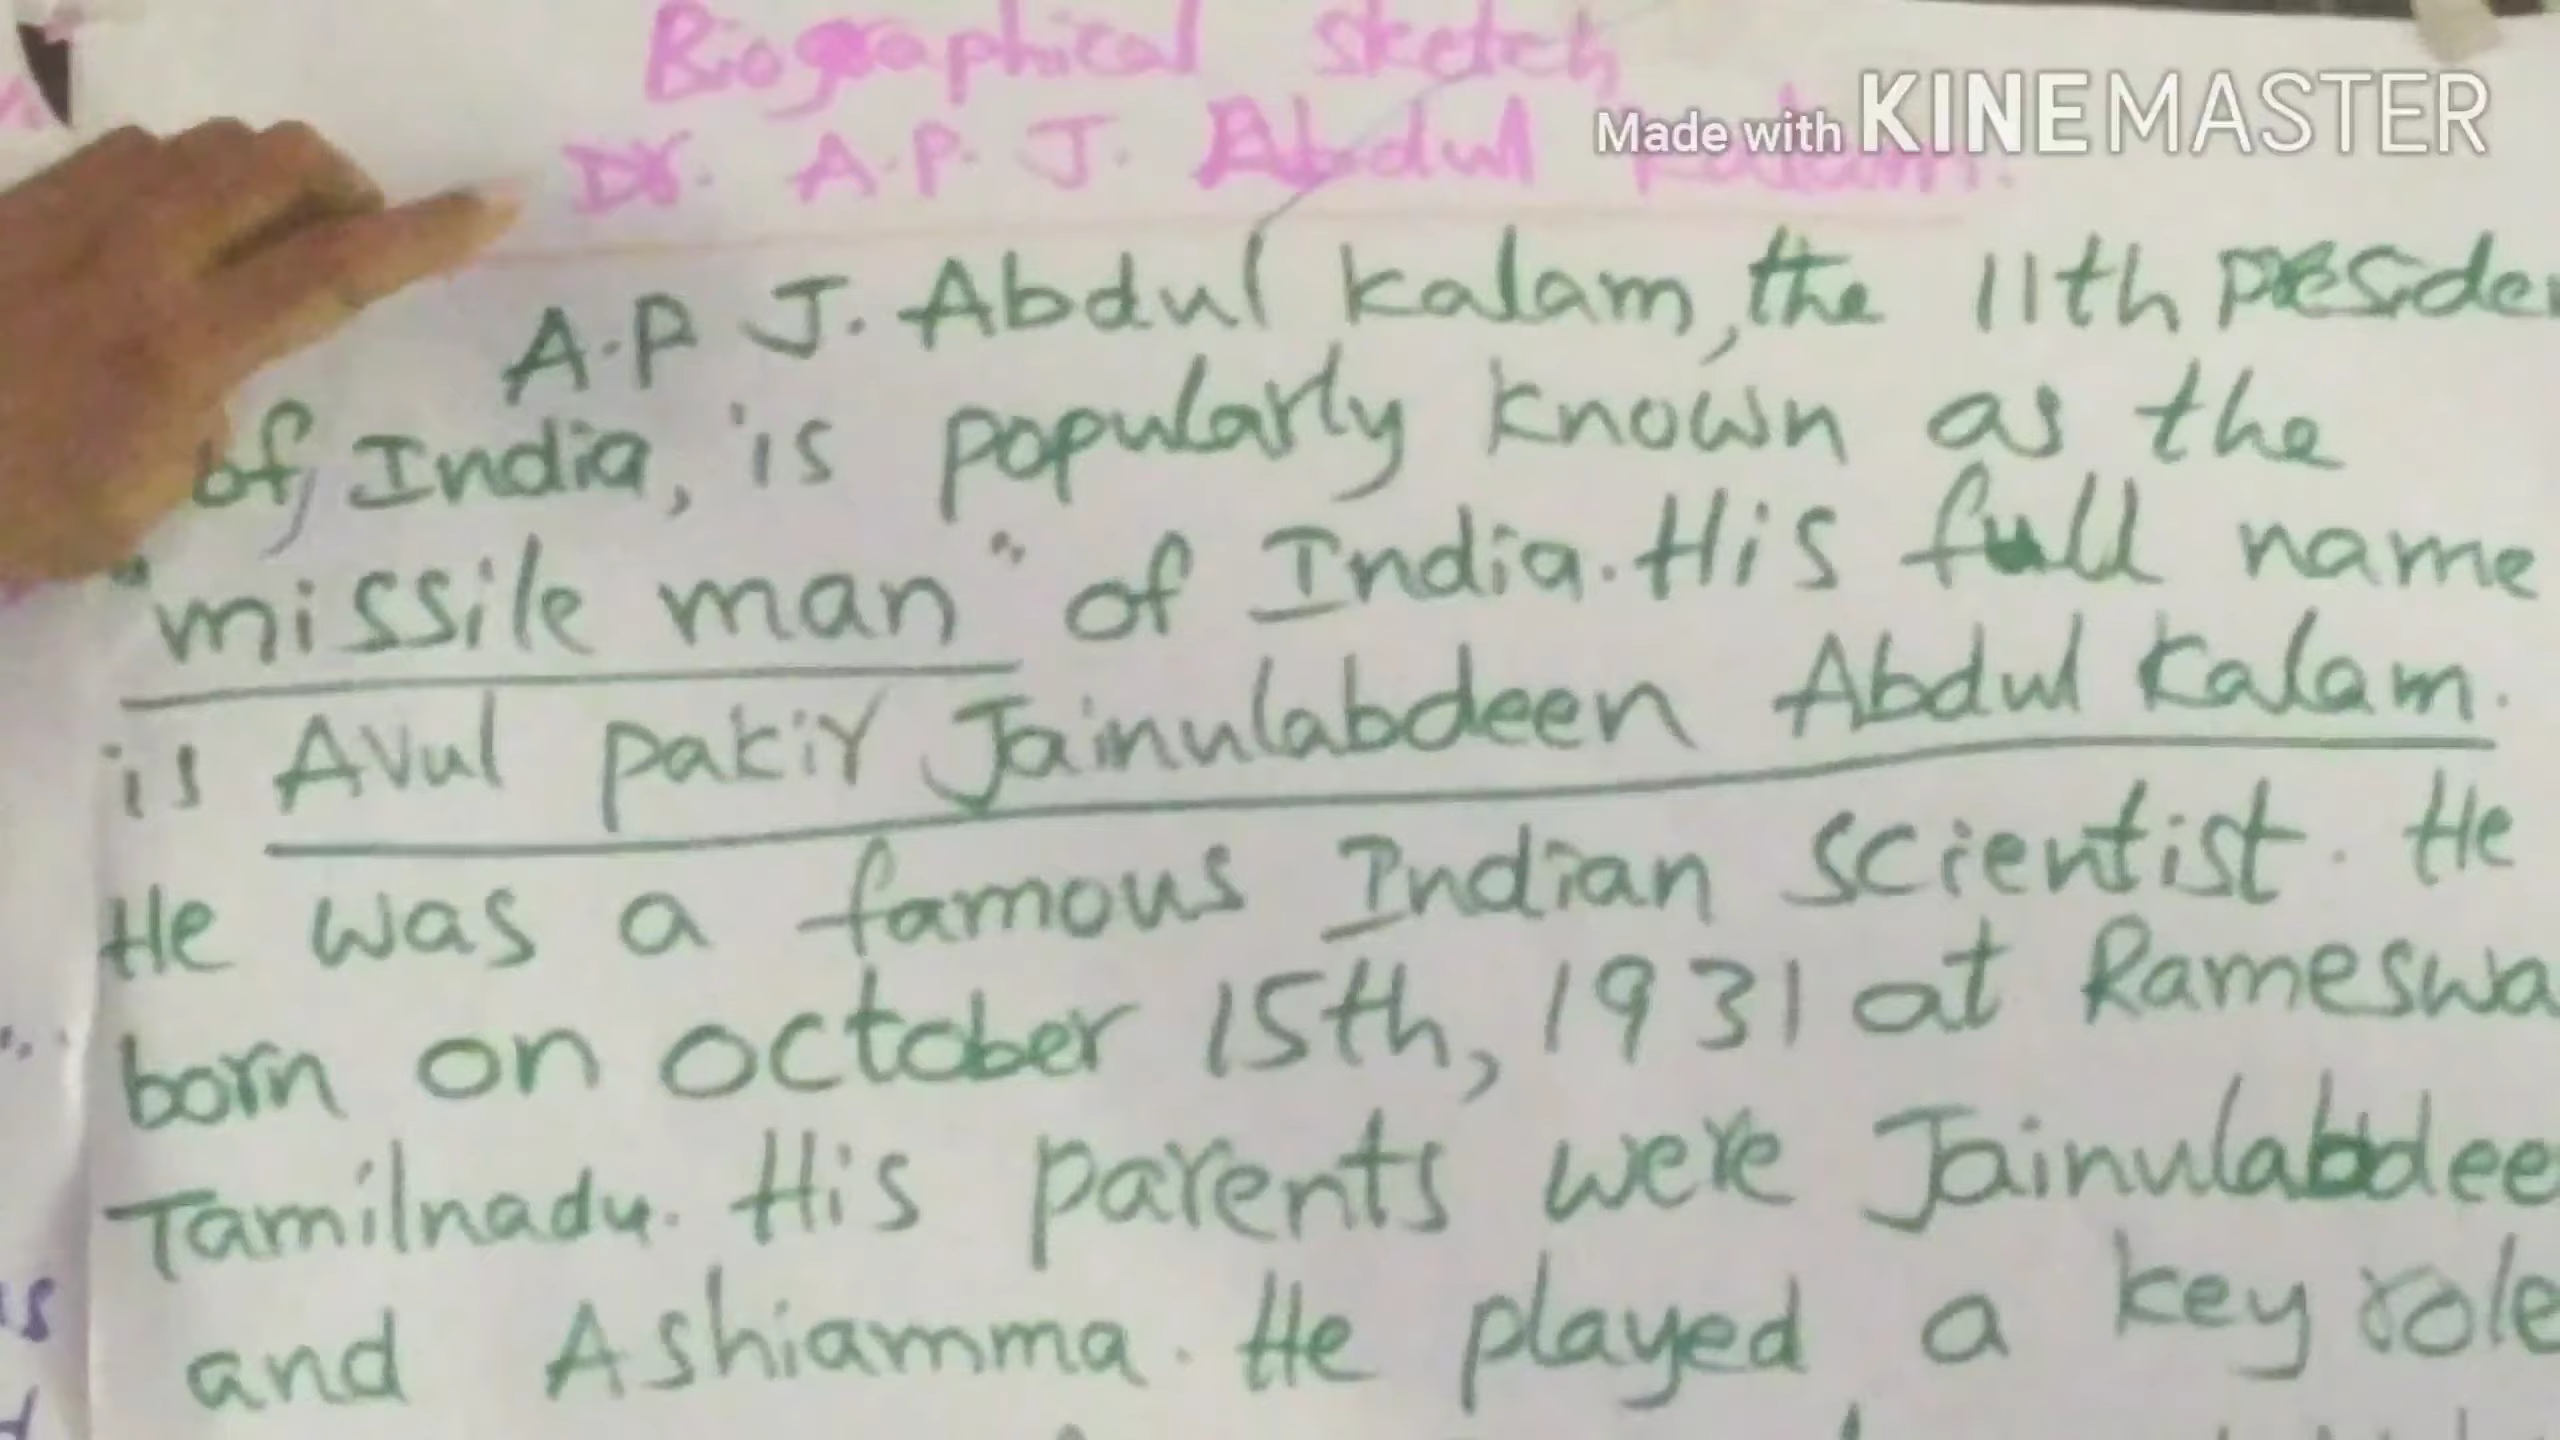 Biographical sketch
Made with KINEMASTER
Dr. A.P. J. Abdul Kalam.
A.P J. Abdul Kalam, the 11th
of, India, is popularly known as the
"missile man" of India. His full name
is Avul pakir Jainulabdeen Abdul Kalam.
He was a famous Indian scientist. He
born on october 15th, 1931 at Rameswa
Tamilnadu. His parents were Jainulabdee
and Ashiamma. He played a key role